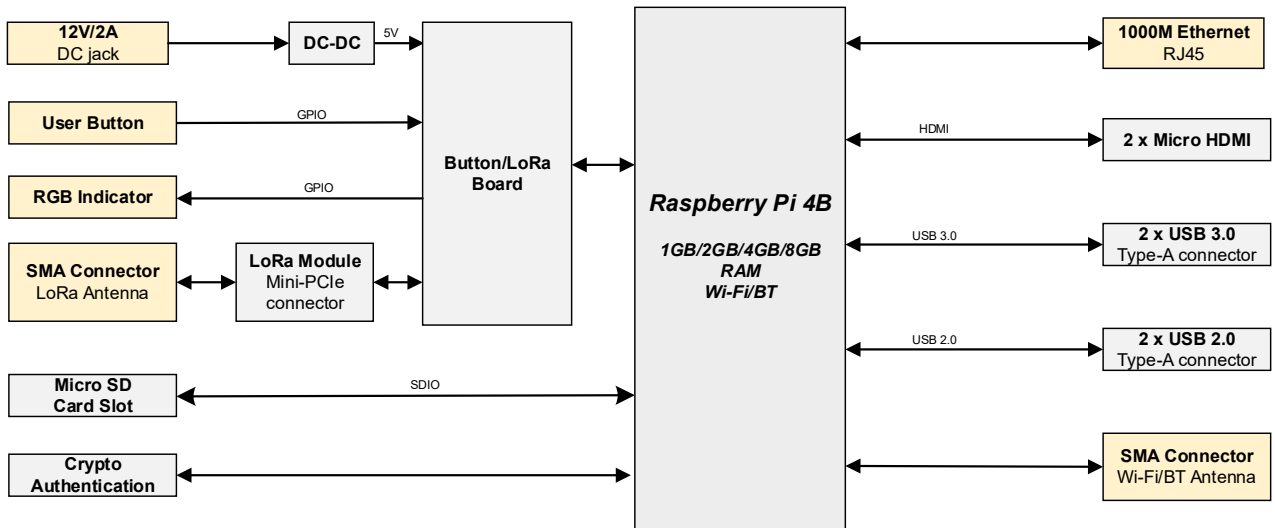 12V/2A
DC jack
DC-DC
5V
User Button
GPIO
RGB Indicator
GPIO
SMA Connector
LoRa Antenna
LoRa Module
Mini-PCIe
connector
Button/LoRa
Board
Micro SD
Card Slot
SDIO
Crypto
Authentication
Raspberry Pi 4B
1GB/2GB/4GB/8GB
RAM
Wi-Fi/BT
1000M Ethernet
RJ45
HDMI
2 x Micro HDMI
USB 3.0
2 x USB 3.0
Type-A connector
USB 2.0
2 x USB 2.0
Type-A connector
SMA Connector
Wi-Fi/BT Antenna